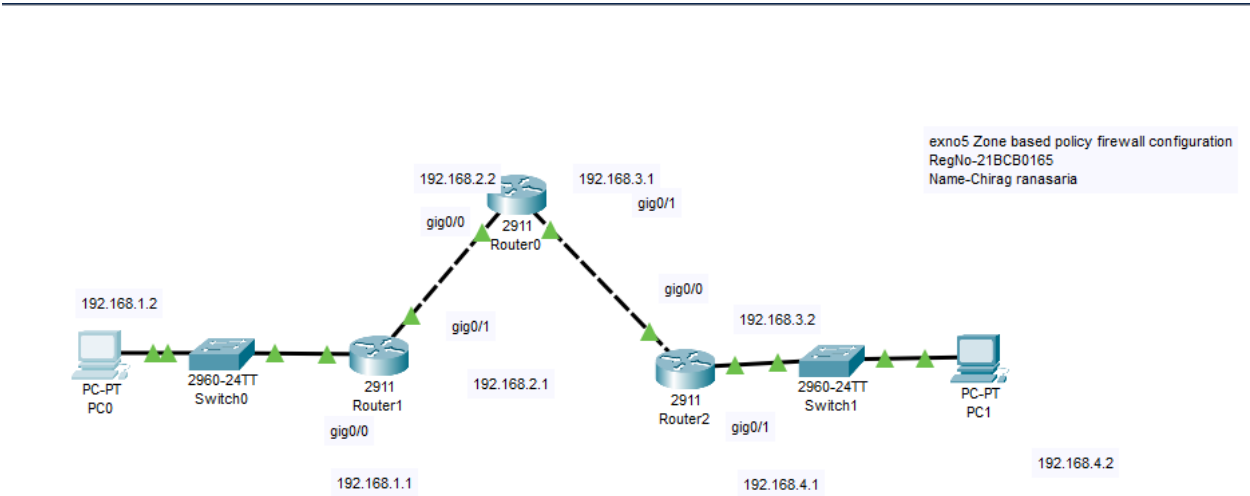 exno5 Zone based policy firewall configuration
RegNo-21BCB0165
Name-Chirag ranasaria
192.168.2.2
192.168.3.1
gig0/1
gig0/0
2911
Router0
gig0/0
192.168.1.2
gig0/1
192.168.3.2
PC-PT
PC0
2960-24TT
Switch0
2911
Router1
192.168.2.1
2911
Router2
2960-24TT
Switch1
PC-PT
PC1
gig0/0
gig0/1
192.168.1.1
192.168.4.1
192.168.4.2